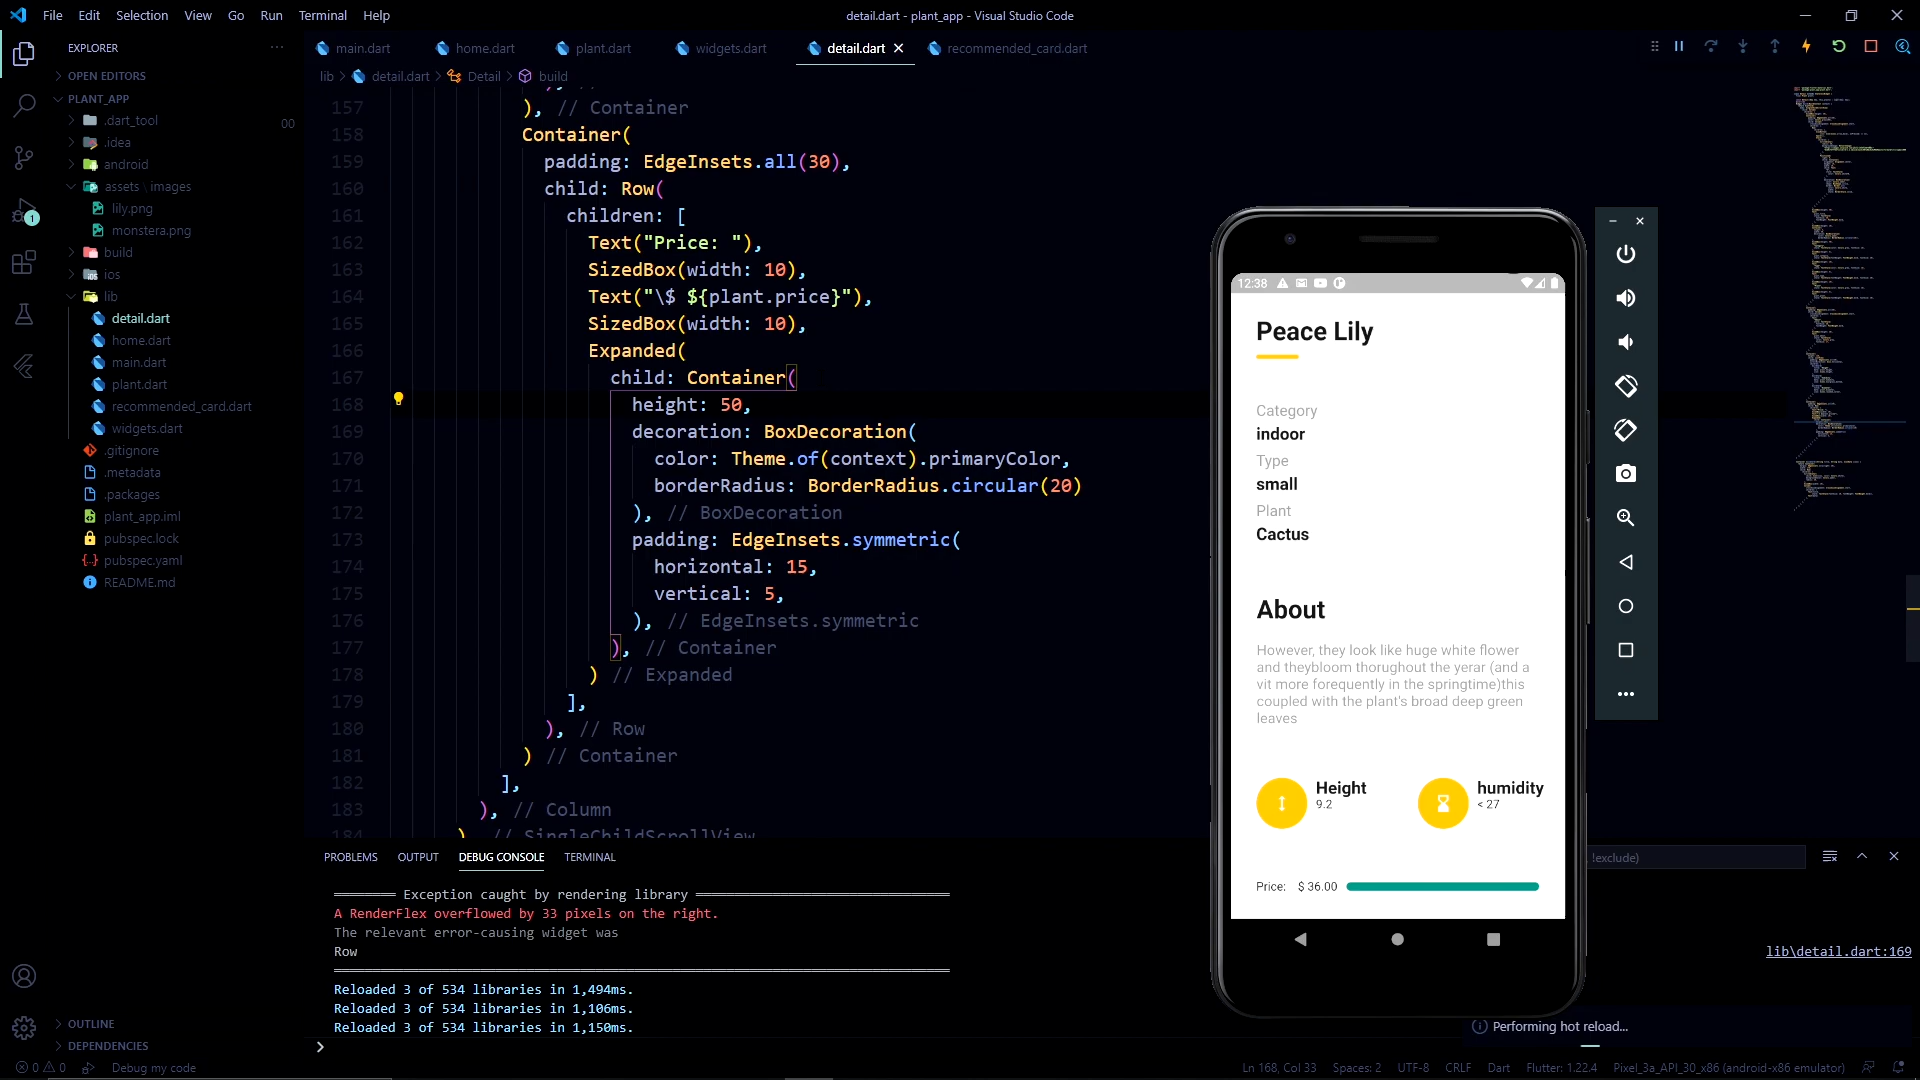 File Edit Selection View Go Run Terminal Help
detail.dart - plant_app - Visual Studio Code
EXPLORER
main.dart home.dart plant.dart widgets.dart detail.dart recommended_card.dart
OPEN EDITORS
PLANT_APP
.dart_tool
.idea
android
assets \ images
lily.png
monstera.png
build
ios
lib
detail.dart
home.dart
main.dart
plant.dart
recommended_card.dart
widgets.dart
.gitignore
.metadata
.packages
plant_app.iml
pubspec.lock
pubspec.yaml
README.md
OUTLINE
DEPENDENCIES
lib > detail.dart > Detail > build
157 ), // Container
158 Container(
159 padding: EdgeInsets.all(30),
160 child: Row(
161 children: [
162 Text("Price: "),
163 SizedBox(width: 10),
164 Text("\$ ${plant.price}"),
165 SizedBox(width: 10),
166 Expanded(
167 child: Container(
168 height: 50,
169 decoration: BoxDecoration(
170 color: Theme.of(context).primaryColor,
171 borderRadius: BorderRadius.circular(20)
172 ), // BoxDecoration
173 padding: EdgeInsets.symmetric(
174 horizontal: 15,
175 vertical: 5,
176 ), // EdgeInsets.symmetric
177 ), // Container
178 ) // Expanded
179 ],
180 ), // Row
181 ) // Container
182 ],
183 ), // Column
184 ) // SingleChildScrollView
12:38
Peace Lily
Category
indoor
Type
small
Plant
Cactus
About
However, they look like huge white flower
and theybloom thorughout the yerar (and a
vit more forequently in the springtime)this
coupled with the plant's broad deep green
leaves
Height
9.2
humidity
< 27
Price: $ 36.00
PROBLEMS OUTPUT DEBUG CONSOLE TERMINAL
!exclude)
Exception caught by rendering library
A RenderFlex overflowed by 33 pixels on the right.
The relevant error-causing widget was
Row
lib\detail.dart:169
Reloaded 3 of 534 libraries in 1,494ms.
Reloaded 3 of 534 libraries in 1,106ms.
Reloaded 3 of 534 libraries in 1,150ms.
Performing hot reload...
0 0 Debug my code
Ln 168, Col 33 Spaces: 2 UTF-8 CRLF Dart Flutter: 1.22.4 Pixel_3a_API_30_x86 (android-x86 emulator)